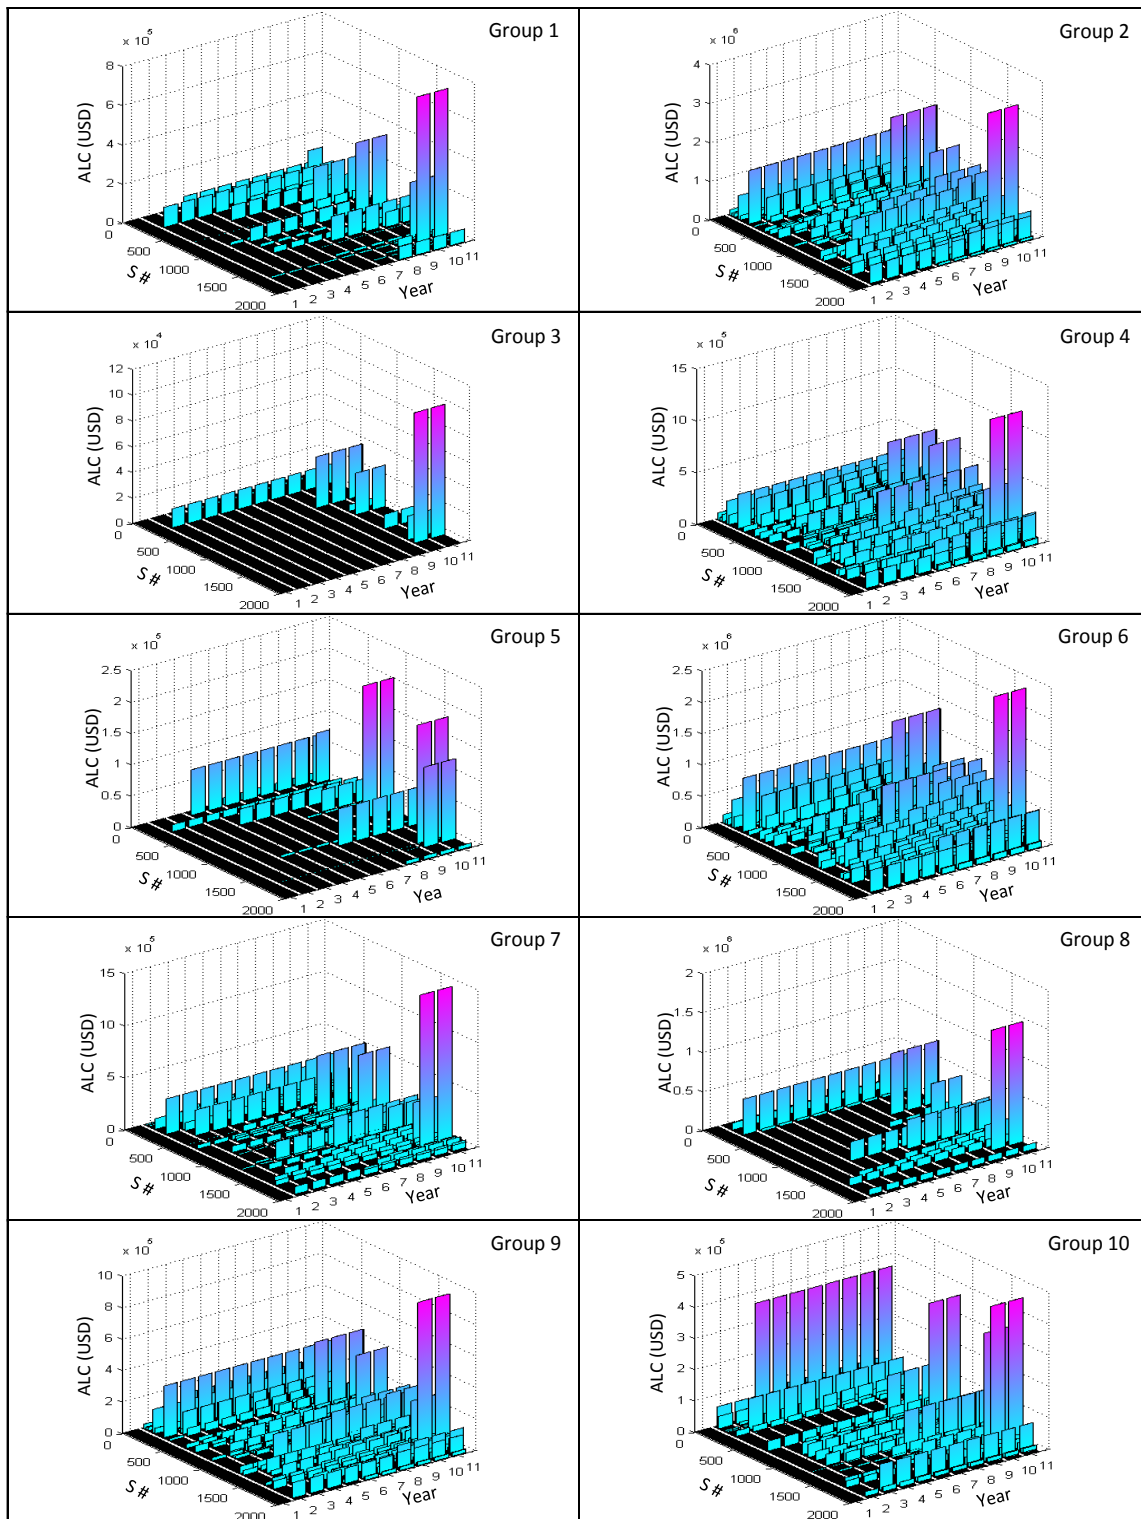 Group 1
x 10^5
8
6
4
2
0
ALC (USD)
0
500
1000
1500
2000
S #
1 2 3 4 5 6 7 8 9 10 11
Year
Group 2
x 10^6
4
3
2
1
0
ALC (USD)
0
500
1000
1500
2000
S #
1 2 3 4 5 6 7 8 9 10 11
Year
Group 3
x 10^4
12
10
8
6
4
2
0
ALC (USD)
0
500
1000
1500
2000
S #
1 2 3 4 5 6 7 8 9 10 11
Year
Group 4
x 10^5
15
10
5
0
ALC (USD)
0
500
1000
1500
2000
S #
1 2 3 4 5 6 7 8 9 10 11
Year
Group 5
x 10^5
2.5
2
1.5
1
0.5
0
ALC (USD)
0
500
1000
1500
2000
S #
1 2 3 4 5 6 7 8 9 10 11
Yea
Group 6
x 10^6
2.5
2
1.5
1
0.5
0
ALC (USD)
0
500
1000
1500
2000
S #
1 2 3 4 5 6 7 8 9 10 11
Year
Group 7
x 10^5
15
10
5
0
ALC (USD)
0
500
1000
1500
2000
S #
1 2 3 4 5 6 7 8 9 10 11
Year
Group 8
x 10^6
2
1.5
1
0.5
0
ALC (USD)
0
500
1000
1500
2000
S #
1 2 3 4 5 6 7 8 9 10 11
Year
Group 9
x 10^5
10
8
6
4
2
0
ALC (USD)
0
500
1000
1500
2000
S #
1 2 3 4 5 6 7 8 9 10 11
Year
Group 10
x 10^5
5
4
3
2
1
0
ALC (USD)
0
500
1000
1500
2000
S #
1 2 3 4 5 6 7 8 9 10 11
Year